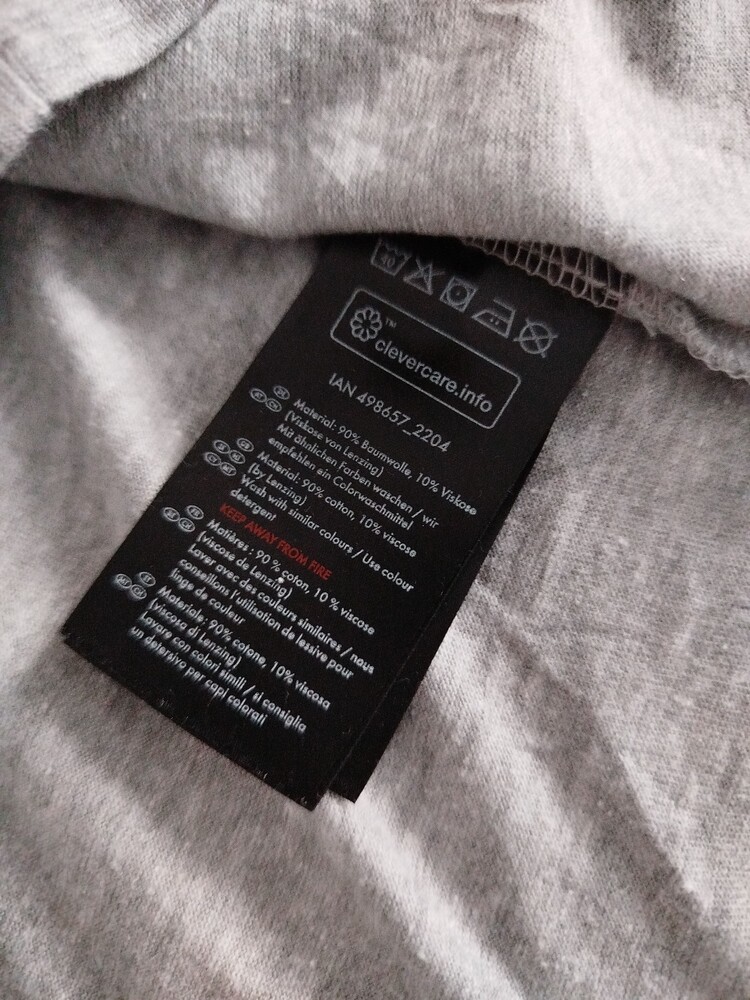 40
™
clevercare.info
IAN 498657_2204
Material: 90% Baumwolle, 10% Viskose
(Viskose von Lenzing)
Mit ähnlichen Farben waschen / wir
empfehlen ein Colorwaschmittel
Material: 90% cotton, 10% viscose
(by Lenzing)
Wash with similar colours / Use colour
detergent
KEEP AWAY FROM FIRE
Matières : 90 % coton, 10 % viscose
(viscose de Lenzing)
Laver avec des couleurs similaires / nous
conseillons l'utilisation de lessive pour
linge de couleur
Materiale: 90% cotone, 10% viscosa
(viscosa di Lenzing)
Lavare con colori simili / si consiglia
un detersivo per capi colorati